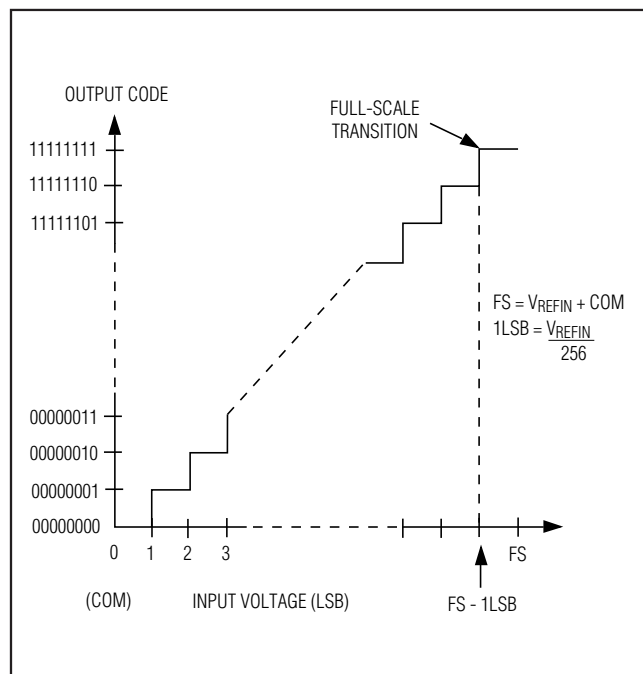 OUTPUT CODE
FULL-SCALE
TRANSITION
11111111
11111110
11111101
FS = VREFIN + COM
1LSB = VREFIN
256
00000011
00000010
00000001
00000000
0 1 2 3 FS
(COM) INPUT VOLTAGE (LSB) FS - 1LSB